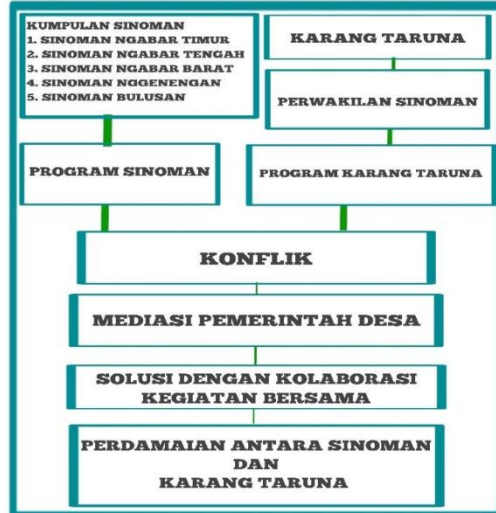 KUMPULAN SINOMAN
1. SINOMAN NGABAR TIMUR
2. SINOMAN NGABAR TENGAH
3. SINOMAN NGABAR BARAT
4. SINOMAN NGGENENGAN
5. SINOMAN BULUSAN
KARANG TARUNA
PERWAKILAN SINOMAN
PROGRAM SINOMAN
PROGRAM KARANG TARUNA
KONFLIK
MEDIASI PEMERINTAH DESA
SOLUSI DENGAN KOLABORASI
KEGIATAN BERSAMA
PERDAMAIAN ANTARA SINOMAN
DAN
KARANG TARUNA